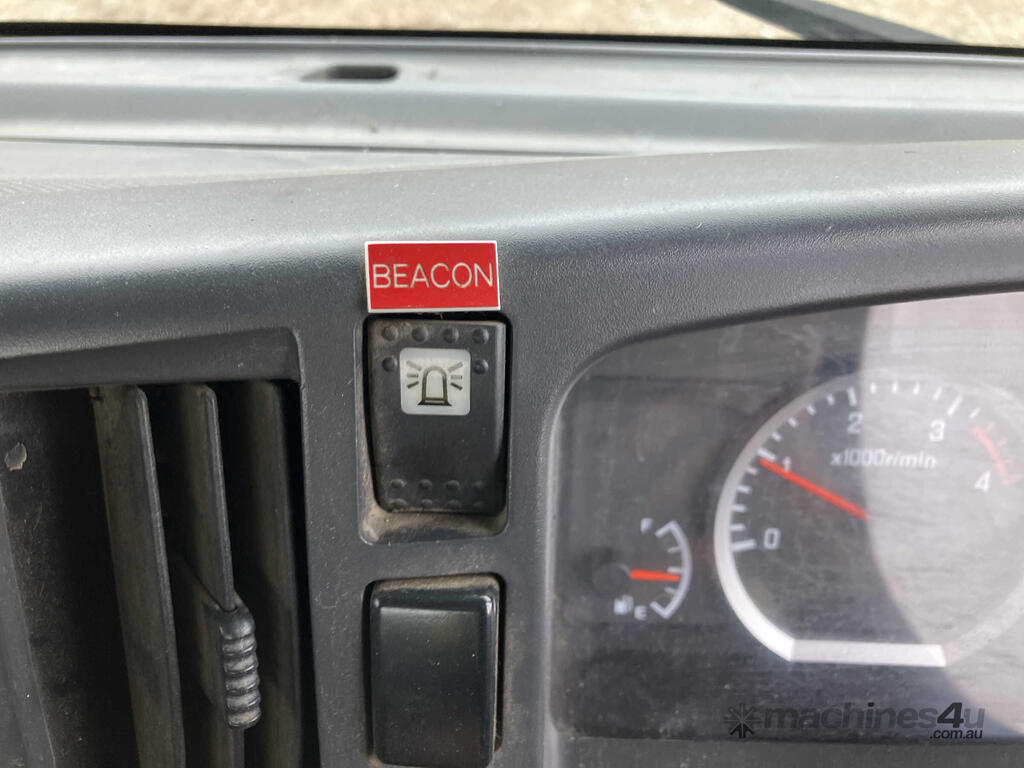 BEACON
2
3
x1000r/min
1
4
F
0
E
machines4u
.com.au